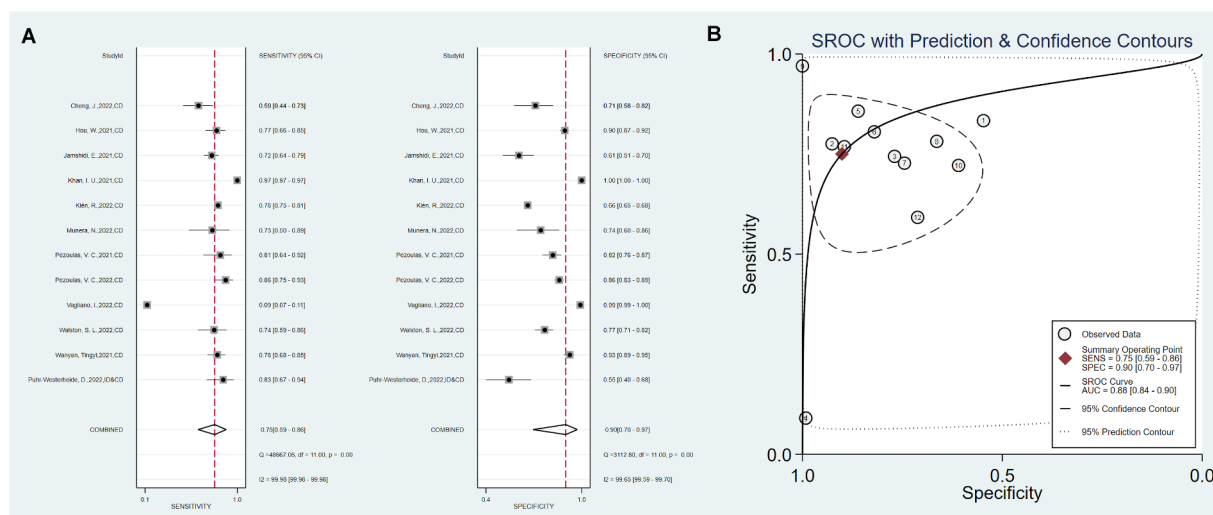 A
StudyId
SENSITIVITY (95% CI)
Cheng, J.,2022,CD
0.59 [0.44 - 0.73]
Hou, W.,2021,CD
0.77 [0.66 - 0.85]
Jamshidi, E.,2021,CD
0.72 [0.64 - 0.79]
Khan, I. U.,2021,CD
0.97 [0.97 - 0.97]
Klén, R.,2022,CD
0.78 [0.75 - 0.81]
Munera, N.,2022,CD
0.73 [0.50 - 0.89]
Pezoulas, V. C.,2021,CD
0.81 [0.64 - 0.92]
Pezoulas, V. C.,2022,CD
0.86 [0.75 - 0.93]
Vagliano, I.,2022,CD
0.09 [0.07 - 0.11]
Walston, S. L.,2022,CD
0.74 [0.59 - 0.86]
Wanyan, Tingyi,2021,CD
0.78 [0.68 - 0.85]
Puhr-Westerheide, D.,2022,ID&CD
0.83 [0.67 - 0.94]
COMBINED
0.75[0.59 - 0.86]
Q =48667.06, df = 11.00, p = 0.00
I2 = 99.98 [99.98 - 99.98]
0.1
1.0
SENSITIVITY
StudyId
SPECIFICITY (95% CI)
Cheng, J.,2022,CD
0.71 [0.58 - 0.82]
Hou, W.,2021,CD
0.90 [0.87 - 0.92]
Jamshidi, E.,2021,CD
0.61 [0.51 - 0.70]
Khan, I. U.,2021,CD
1.00 [1.00 - 1.00]
Klén, R.,2022,CD
0.66 [0.65 - 0.68]
Munera, N.,2022,CD
0.74 [0.60 - 0.86]
Pezoulas, V. C.,2021,CD
0.82 [0.76 - 0.87]
Pezoulas, V. C.,2022,CD
0.86 [0.83 - 0.89]
Vagliano, I.,2022,CD
0.99 [0.99 - 1.00]
Walston, S. L.,2022,CD
0.77 [0.71 - 0.82]
Wanyan, Tingyi,2021,CD
0.93 [0.89 - 0.95]
Puhr-Westerheide, D.,2022,ID&CD
0.55 [0.40 - 0.68]
COMBINED
0.90[0.70 - 0.97]
Q =3112.80, df = 11.00, p = 0.00
I2 = 99.65 [99.59 - 99.70]
0.4
1.0
SPECIFICITY
B
SROC with Prediction & Confidence Contours
1.0
0.5
0.0
Sensitivity
9
5
1
6
2
11
8
3
7
10
12
4
1.0
0.5
0.0
Specificity
Observed Data
Summary Operating Point
SENS = 0.75 [0.59 - 0.86]
SPEC = 0.90 [0.70 - 0.97]
SROC Curve
AUC = 0.88 [0.84 - 0.90]
95% Confidence Contour
95% Prediction Contour